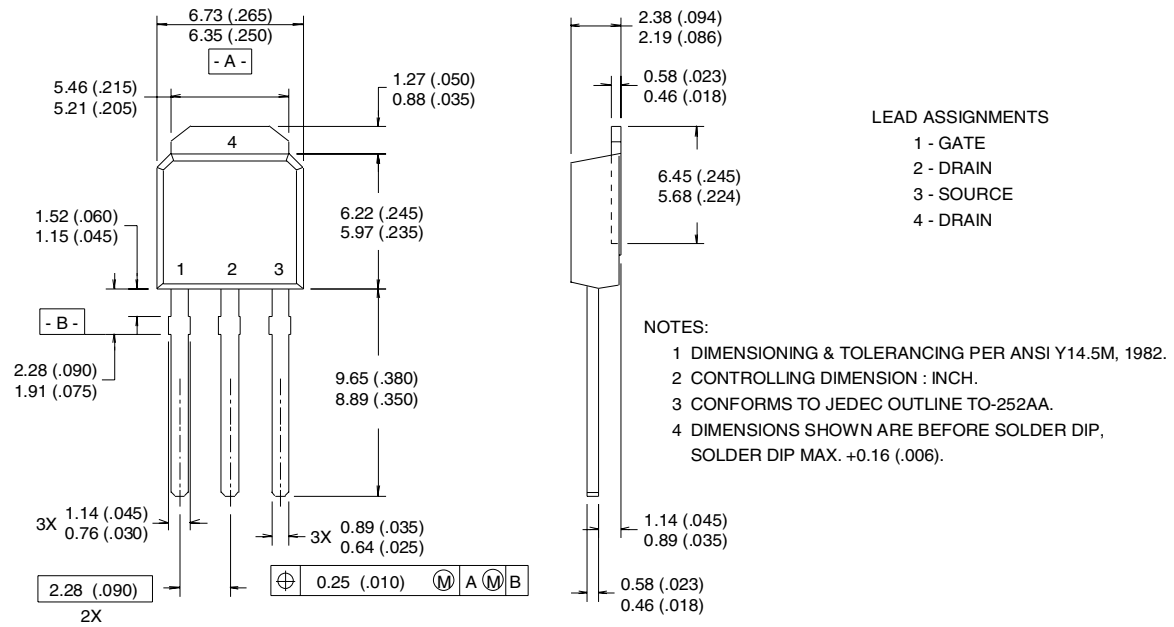 6.73 (.265)
6.35 (.250)
- A -
5.46 (.215)
5.21 (.205)
1.27 (.050)
0.88 (.035)
4
1.52 (.060)
1.15 (.045)
6.22 (.245)
5.97 (.235)
1 2 3
- B -
2.28 (.090)
1.91 (.075)
9.65 (.380)
8.89 (.350)
3X 1.14 (.045)
0.76 (.030)
3X 0.89 (.035)
0.64 (.025)
2.28 (.090)
2X
⌖ 0.25 (.010) Ⓜ A Ⓜ B
2.38 (.094)
2.19 (.086)
0.58 (.023)
0.46 (.018)
6.45 (.245)
5.68 (.224)
1.14 (.045)
0.89 (.035)
0.58 (.023)
0.46 (.018)
LEAD ASSIGNMENTS
1 - GATE
2 - DRAIN
3 - SOURCE
4 - DRAIN
NOTES:
1 DIMENSIONING & TOLERANCING PER ANSI Y14.5M, 1982.
2 CONTROLLING DIMENSION : INCH.
3 CONFORMS TO JEDEC OUTLINE TO-252AA.
4 DIMENSIONS SHOWN ARE BEFORE SOLDER DIP,
SOLDER DIP MAX. +0.16 (.006).